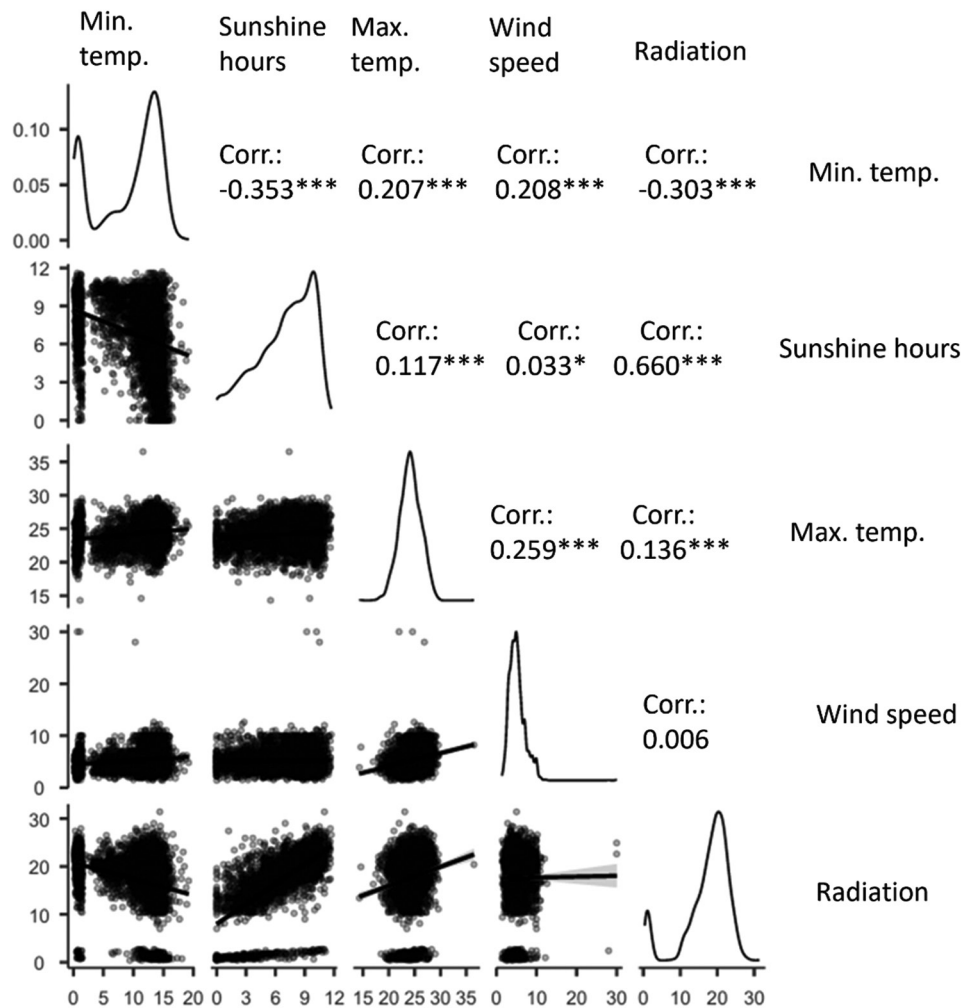 Min.
temp.
Sunshine
hours
Max.
temp.
Wind
speed
Radiation
0.10
0.05
0.00
Corr.:
-0.353***
Corr.:
0.207***
Corr.:
0.208***
Corr.:
-0.303***
Min. temp.
12
9
6
3
0
Corr.:
0.117***
Corr.:
0.033*
Corr.:
0.660***
Sunshine hours
35
30
25
20
15
Corr.:
0.259***
Corr.:
0.136***
Max. temp.
30
20
10
0
Corr.:
0.006
Wind speed
30
20
10
0
Radiation
0 5 10 15 20
0 3 6 9 12
15 20 25 30 35
0 10 20 30
0 10 20 30